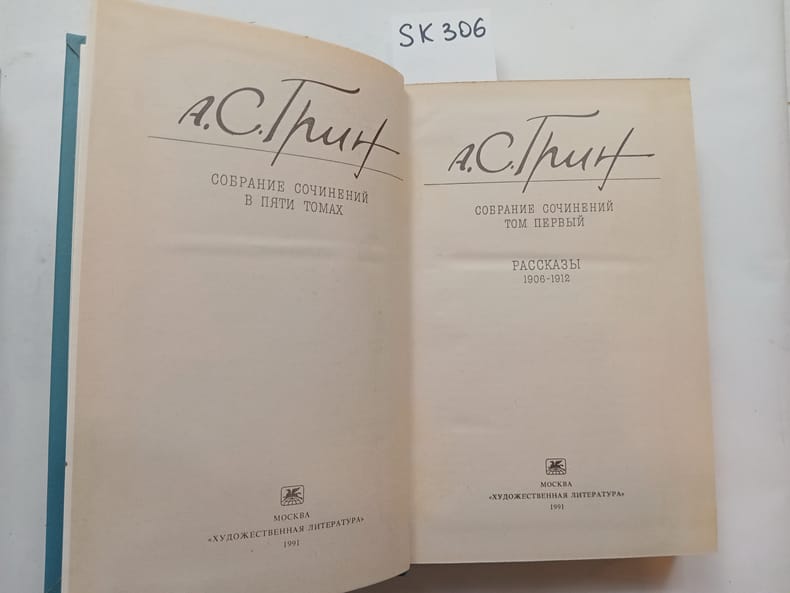 SK 306
А.С.Грин
СОБРАНИЕ СОЧИНЕНИЙ
В ПЯТИ ТОМАХ
МОСКВА
«ХУДОЖЕСТВЕННАЯ ЛИТЕРАТУРА»
1991
А.С.Грин
СОБРАНИЕ СОЧИНЕНИЙ
ТОМ ПЕРВЫЙ
РАССКАЗЫ
1906-1912
МОСКВА
«ХУДОЖЕСТВЕННАЯ ЛИТЕРАТУРА»
1991